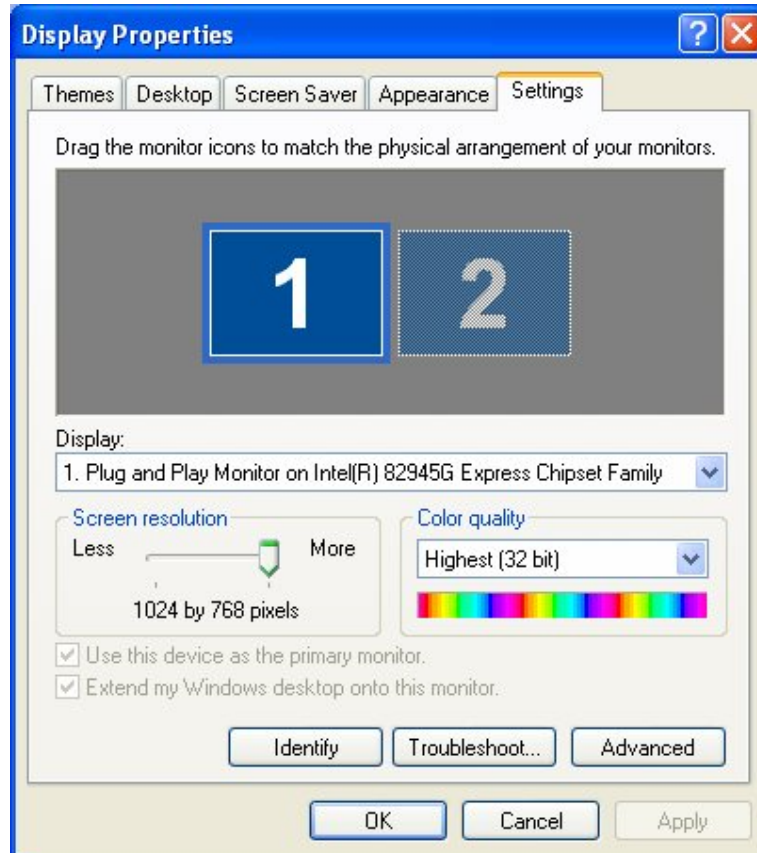 Display Properties
Themes Desktop Screen Saver Appearance Settings
Drag the monitor icons to match the physical arrangement of your monitors.
1 2
Display:
1. Plug and Play Monitor on Intel(R) 82945G Express Chipset Family
Screen resolution Color quality
Less More Highest (32 bit)
1024 by 768 pixels
Use this device as the primary monitor.
Extend my Windows desktop onto this monitor.
Identify Troubleshoot... Advanced
OK Cancel Apply